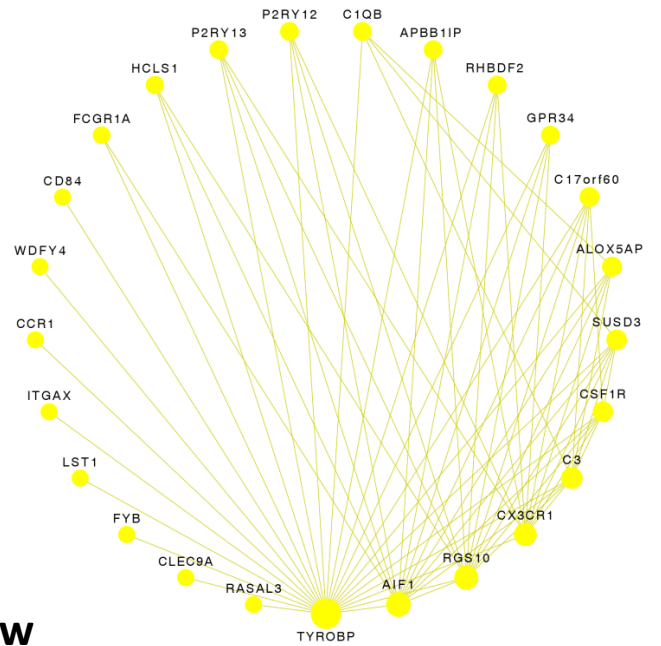 P2RY12
C1QB
P2RY13
APBB1IP
HCLS1
RHBDF2
FCGR1A
GPR34
CD84
C17orf60
WDFY4
ALOX5AP
CCR1
SUSD3
ITGAX
CSF1R
LST1
C3
FYB
CX3CR1
CLEC9A
RGS10
RASAL3
AIF1
TYROBP
W